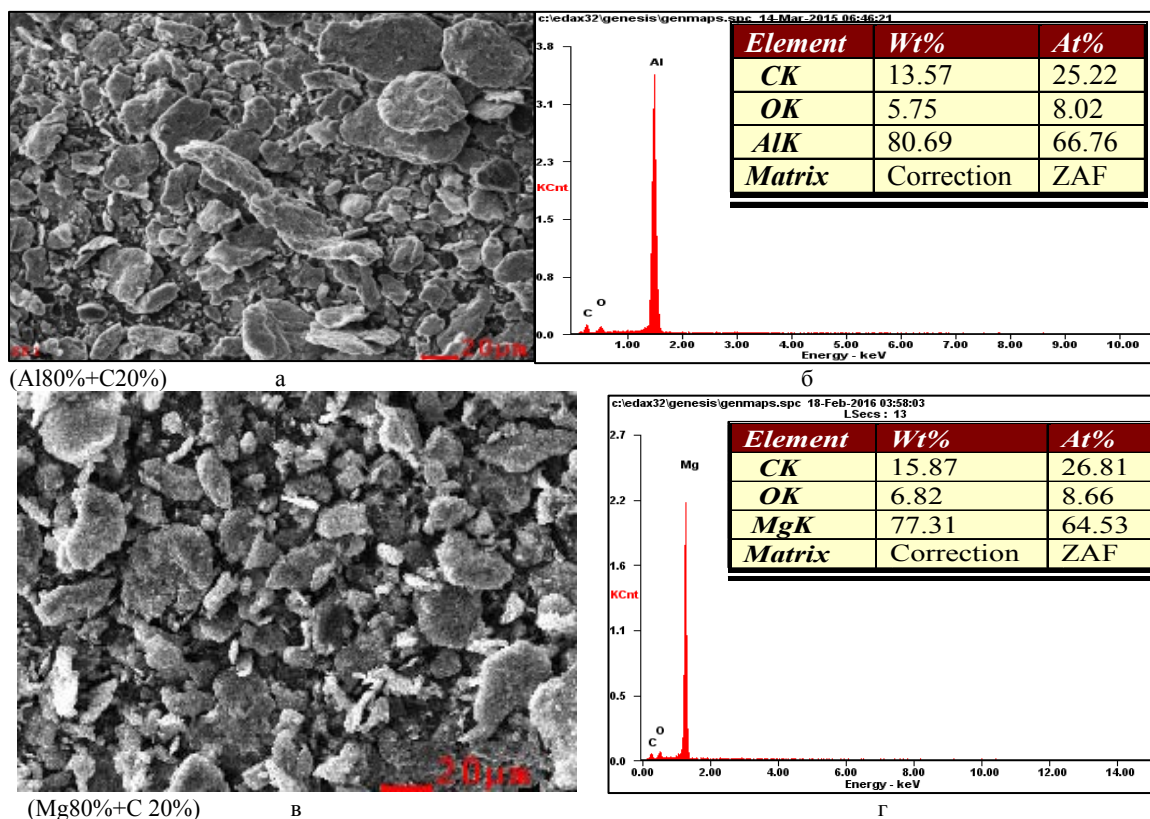 c:\edax32\genesis\genmaps.spc 14-Mar-2015 06:46:21
Element Wt% At%
CK 13.57 25.22
OK 5.75 8.02
AlK 80.69 66.76
Matrix Correction ZAF
3.8
3.1
2.3
KCnt
1.5
0.8
0.0
Al
C
O
1.00 2.00 3.00 4.00 5.00 6.00 7.00 8.00 9.00 10.00
Energy - keV
20µm
(Al80%+C20%) а б
c:\edax32\genesis\genmaps.spc 18-Feb-2016 03:58:03
LSecs : 13
Element Wt% At%
CK 15.87 26.81
OK 6.82 8.66
MgK 77.31 64.53
Matrix Correction ZAF
2.7
2.2
1.6
KCnt
1.1
0.5
0.0
Mg
C
O
0.00 2.00 4.00 6.00 8.00 10.00 12.00 14.00
Energy - keV
20µm
(Mg80%+C 20%) в г